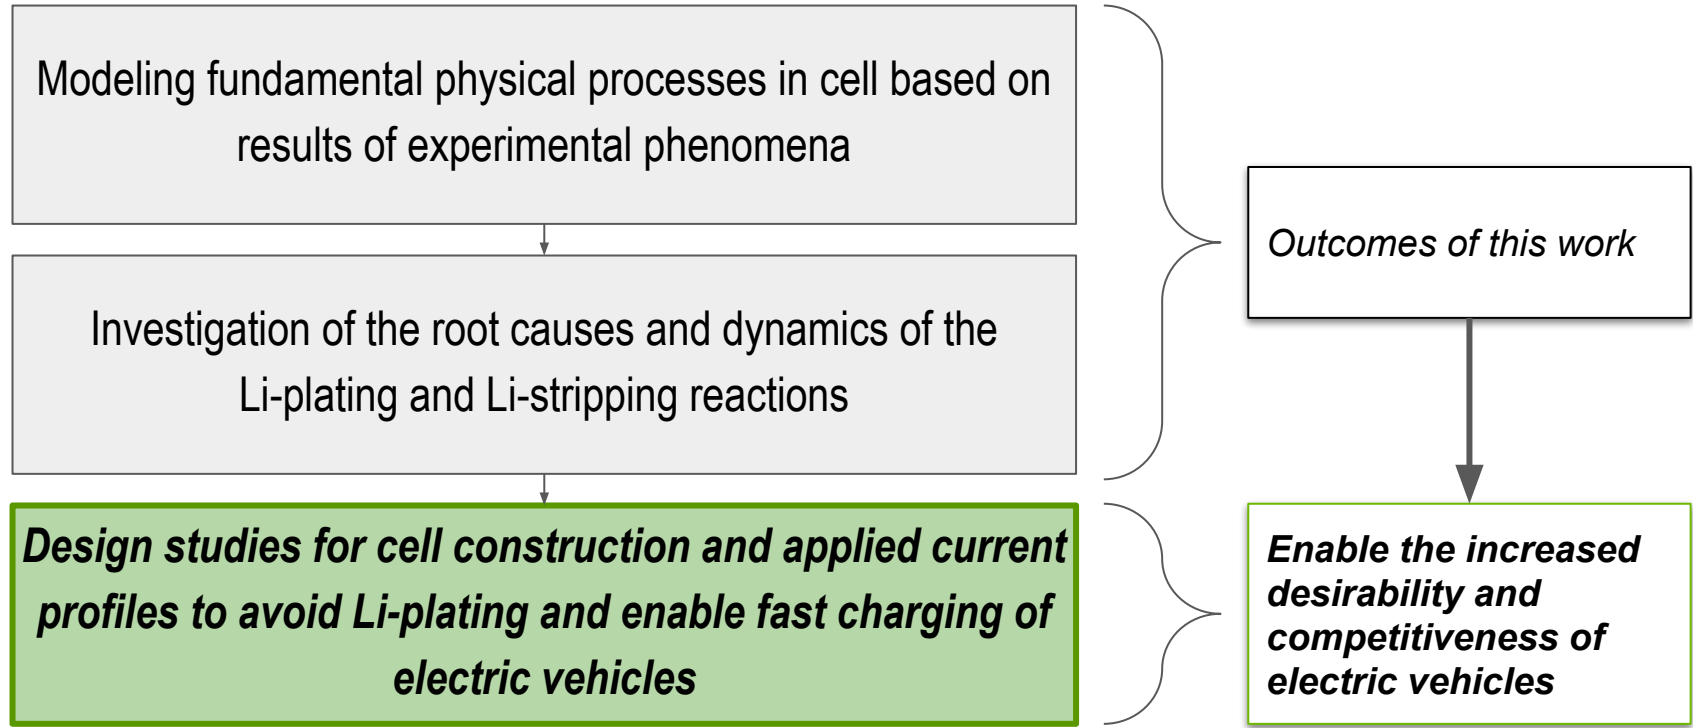 Modeling fundamental physical processes in cell based on
results of experimental phenomena
Investigation of the root causes and dynamics of the
Li-plating and Li-stripping reactions
Design studies for cell construction and applied current
profiles to avoid Li-plating and enable fast charging of
electric vehicles
Outcomes of this work
Enable the increased
desirability and
competitiveness of
electric vehicles